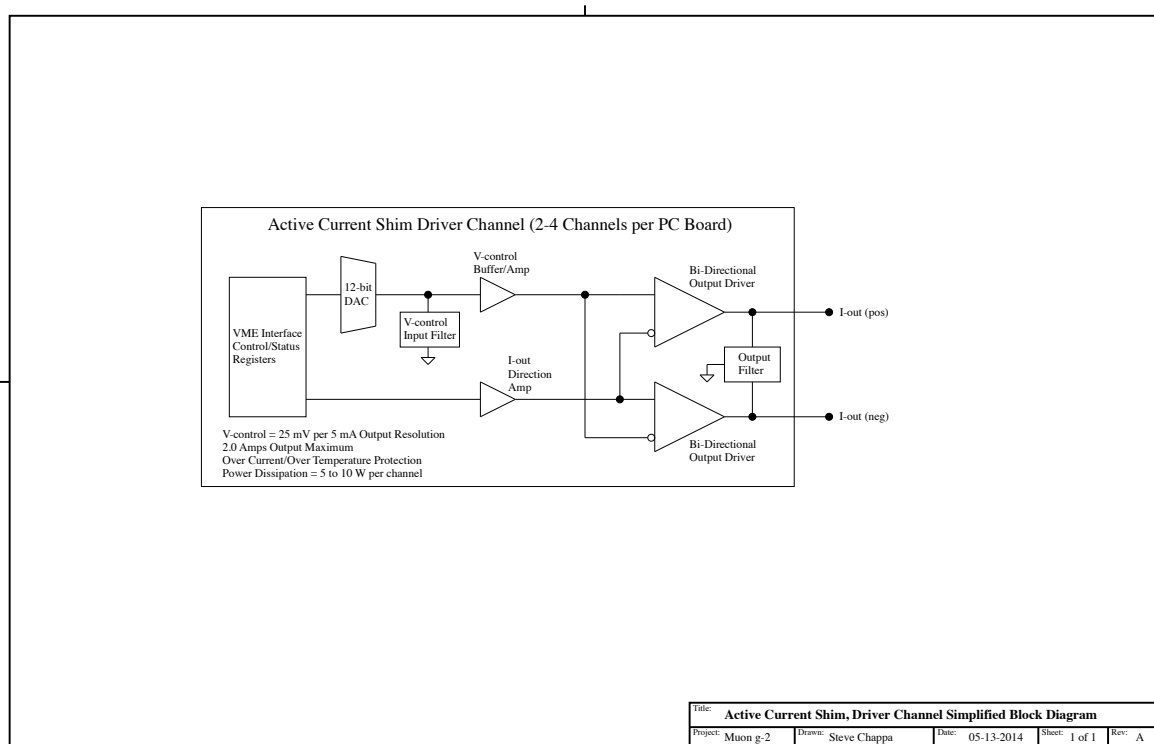 Active Current Shim Driver Channel (2-4 Channels per PC Board)
V-control
Buffer/Amp
Bi-Directional
Output Driver
12-bit
DAC
I-out (pos)
V-control
Input Filter
VME Interface
Control/Status
Registers
I-out
Direction
Amp
Output
Filter
I-out (neg)
V-control = 25 mV per 5 mA Output Resolution
2.0 Amps Output Maximum
Over Current/Over Temperature Protection
Power Dissipation = 5 to 10 W per channel
Bi-Directional
Output Driver
Title: Active Current Shim, Driver Channel Simplified Block Diagram
Project: Muon g-2 Drawn: Steve Chappa Date: 05-13-2014 Sheet: 1 of 1 Rev: A